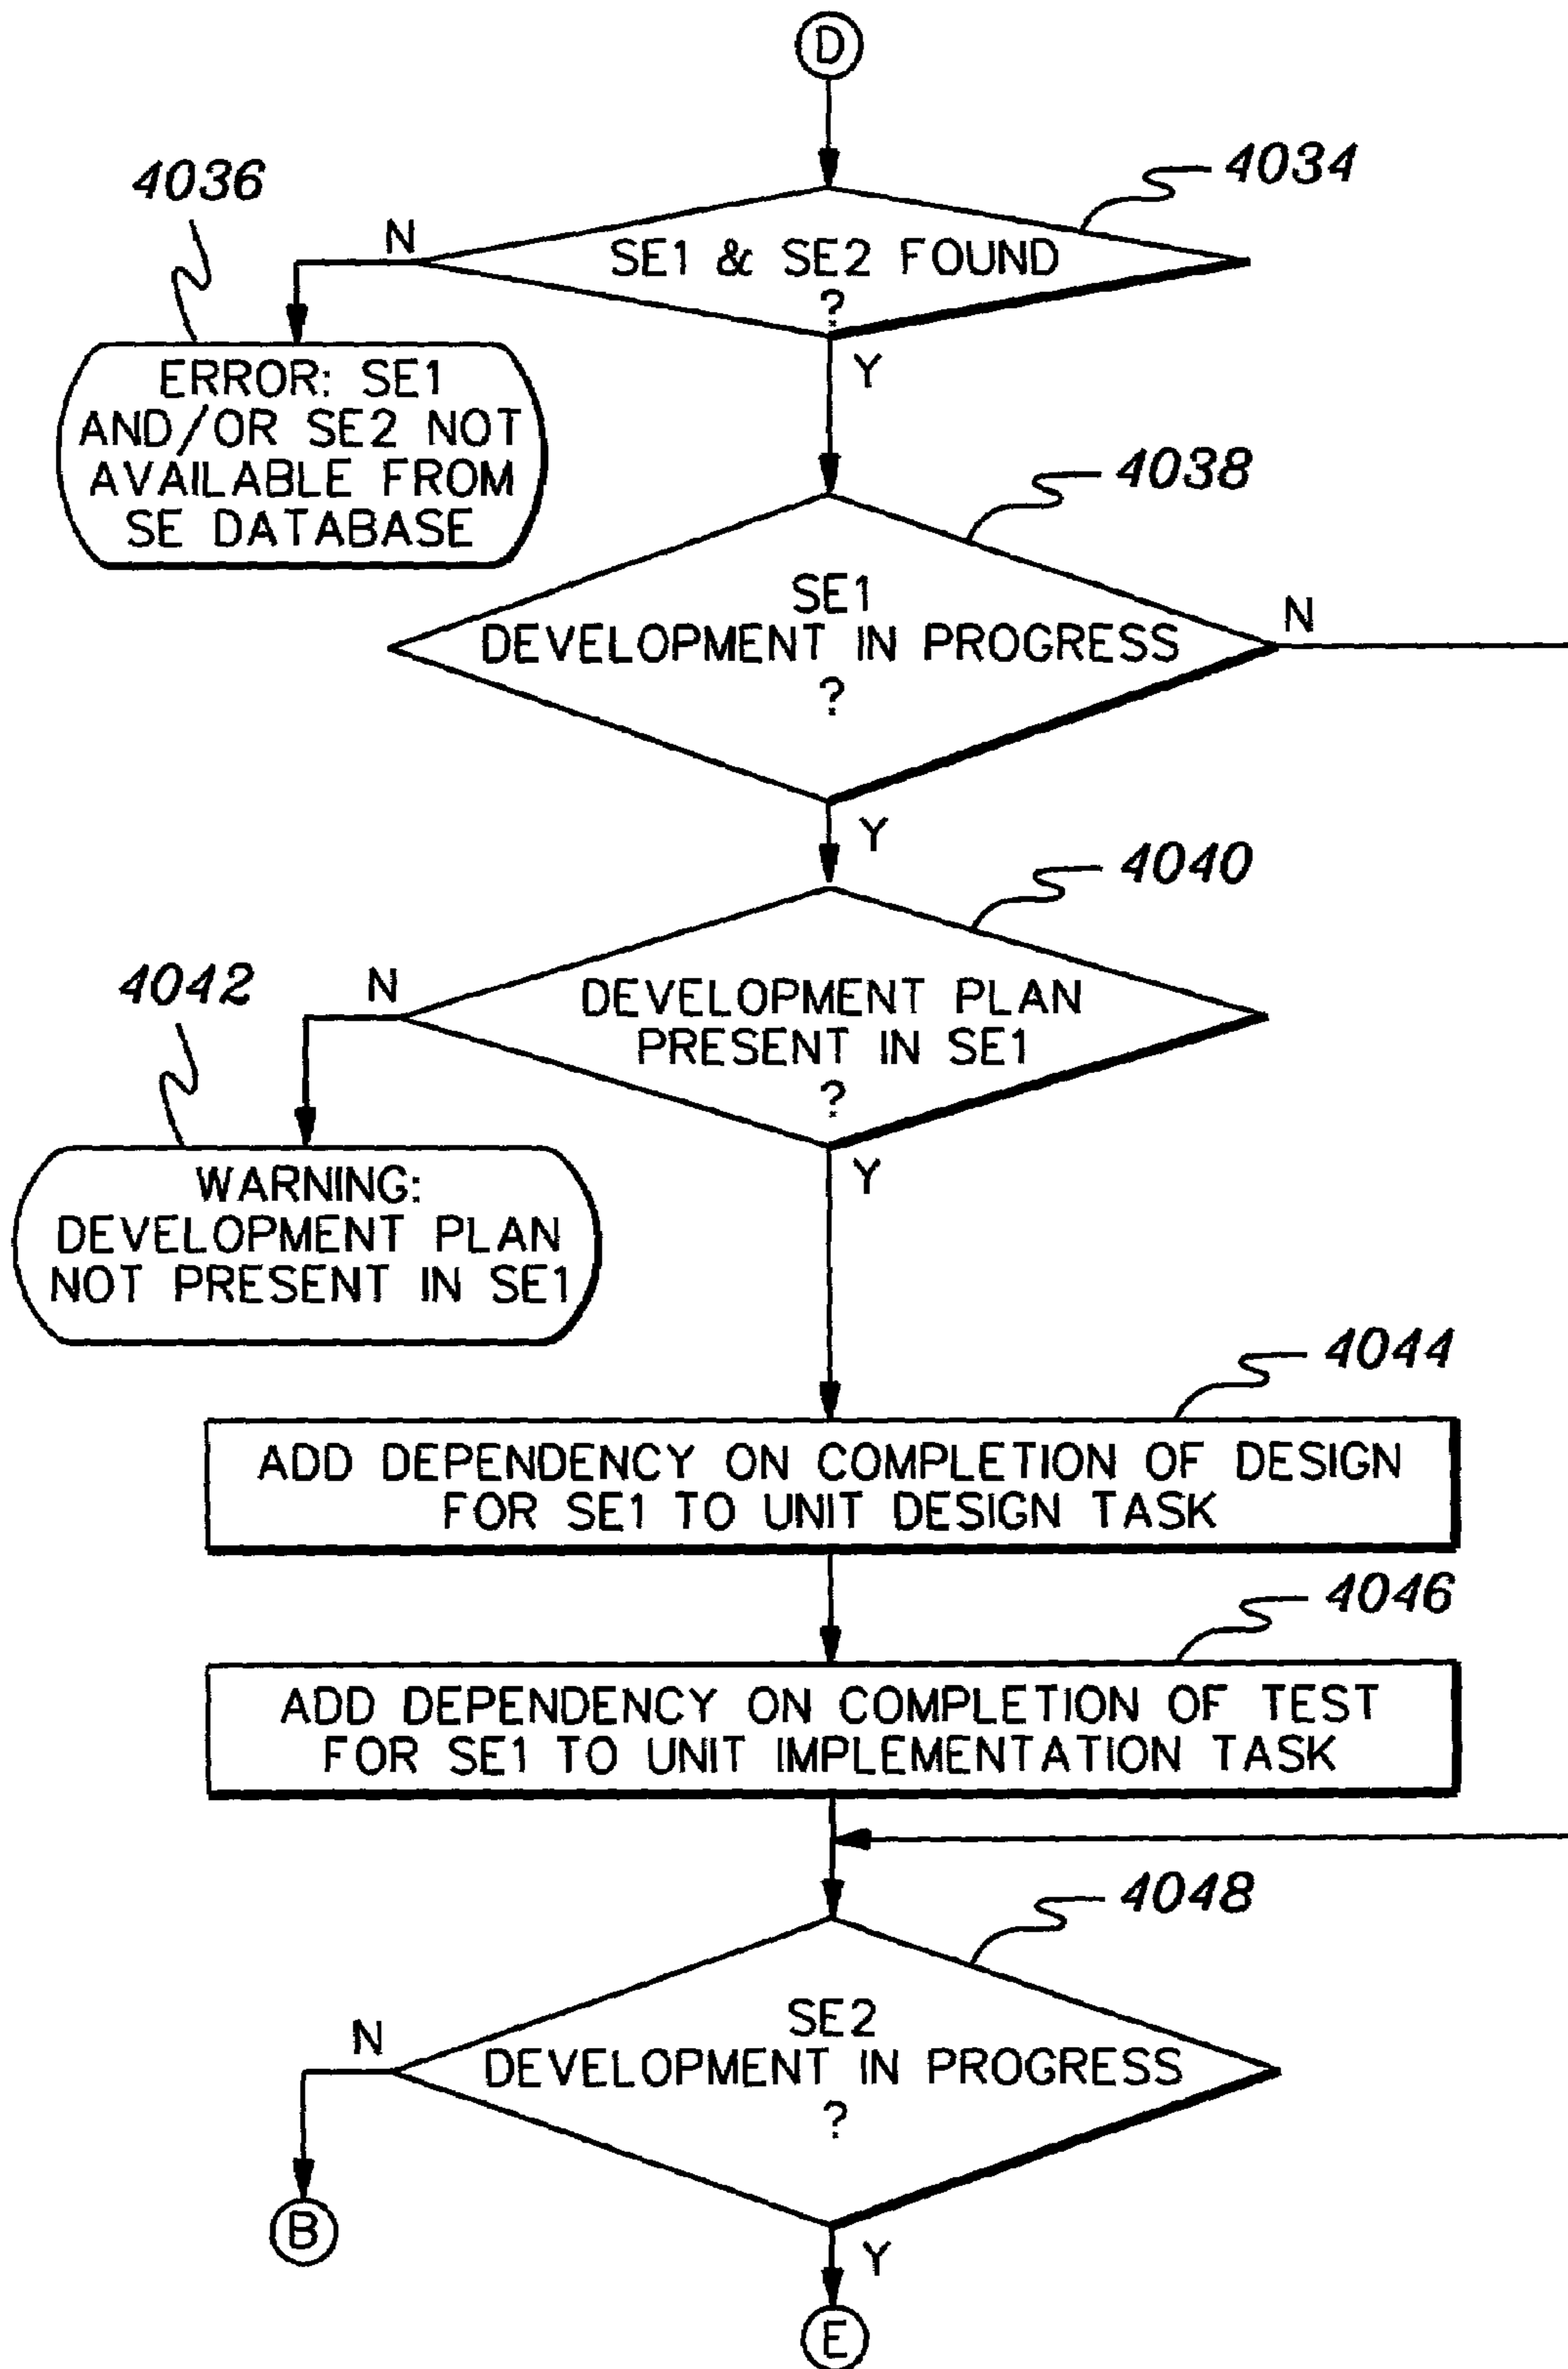 D
4034
4036
N
SE1 & SE2 FOUND
?
Y
ERROR: SE1
AND/OR SE2 NOT
AVAILABLE FROM
SE DATABASE
4038
SE1
DEVELOPMENT IN PROGRESS
?
N
Y
4040
4042
N
DEVELOPMENT PLAN
PRESENT IN SE1
?
Y
WARNING:
DEVELOPMENT PLAN
NOT PRESENT IN SE1
4044
ADD DEPENDENCY ON COMPLETION OF DESIGN
FOR SE1 TO UNIT DESIGN TASK
4046
ADD DEPENDENCY ON COMPLETION OF TEST
FOR SE1 TO UNIT IMPLEMENTATION TASK
4048
N
SE2
DEVELOPMENT IN PROGRESS
?
B
Y
E